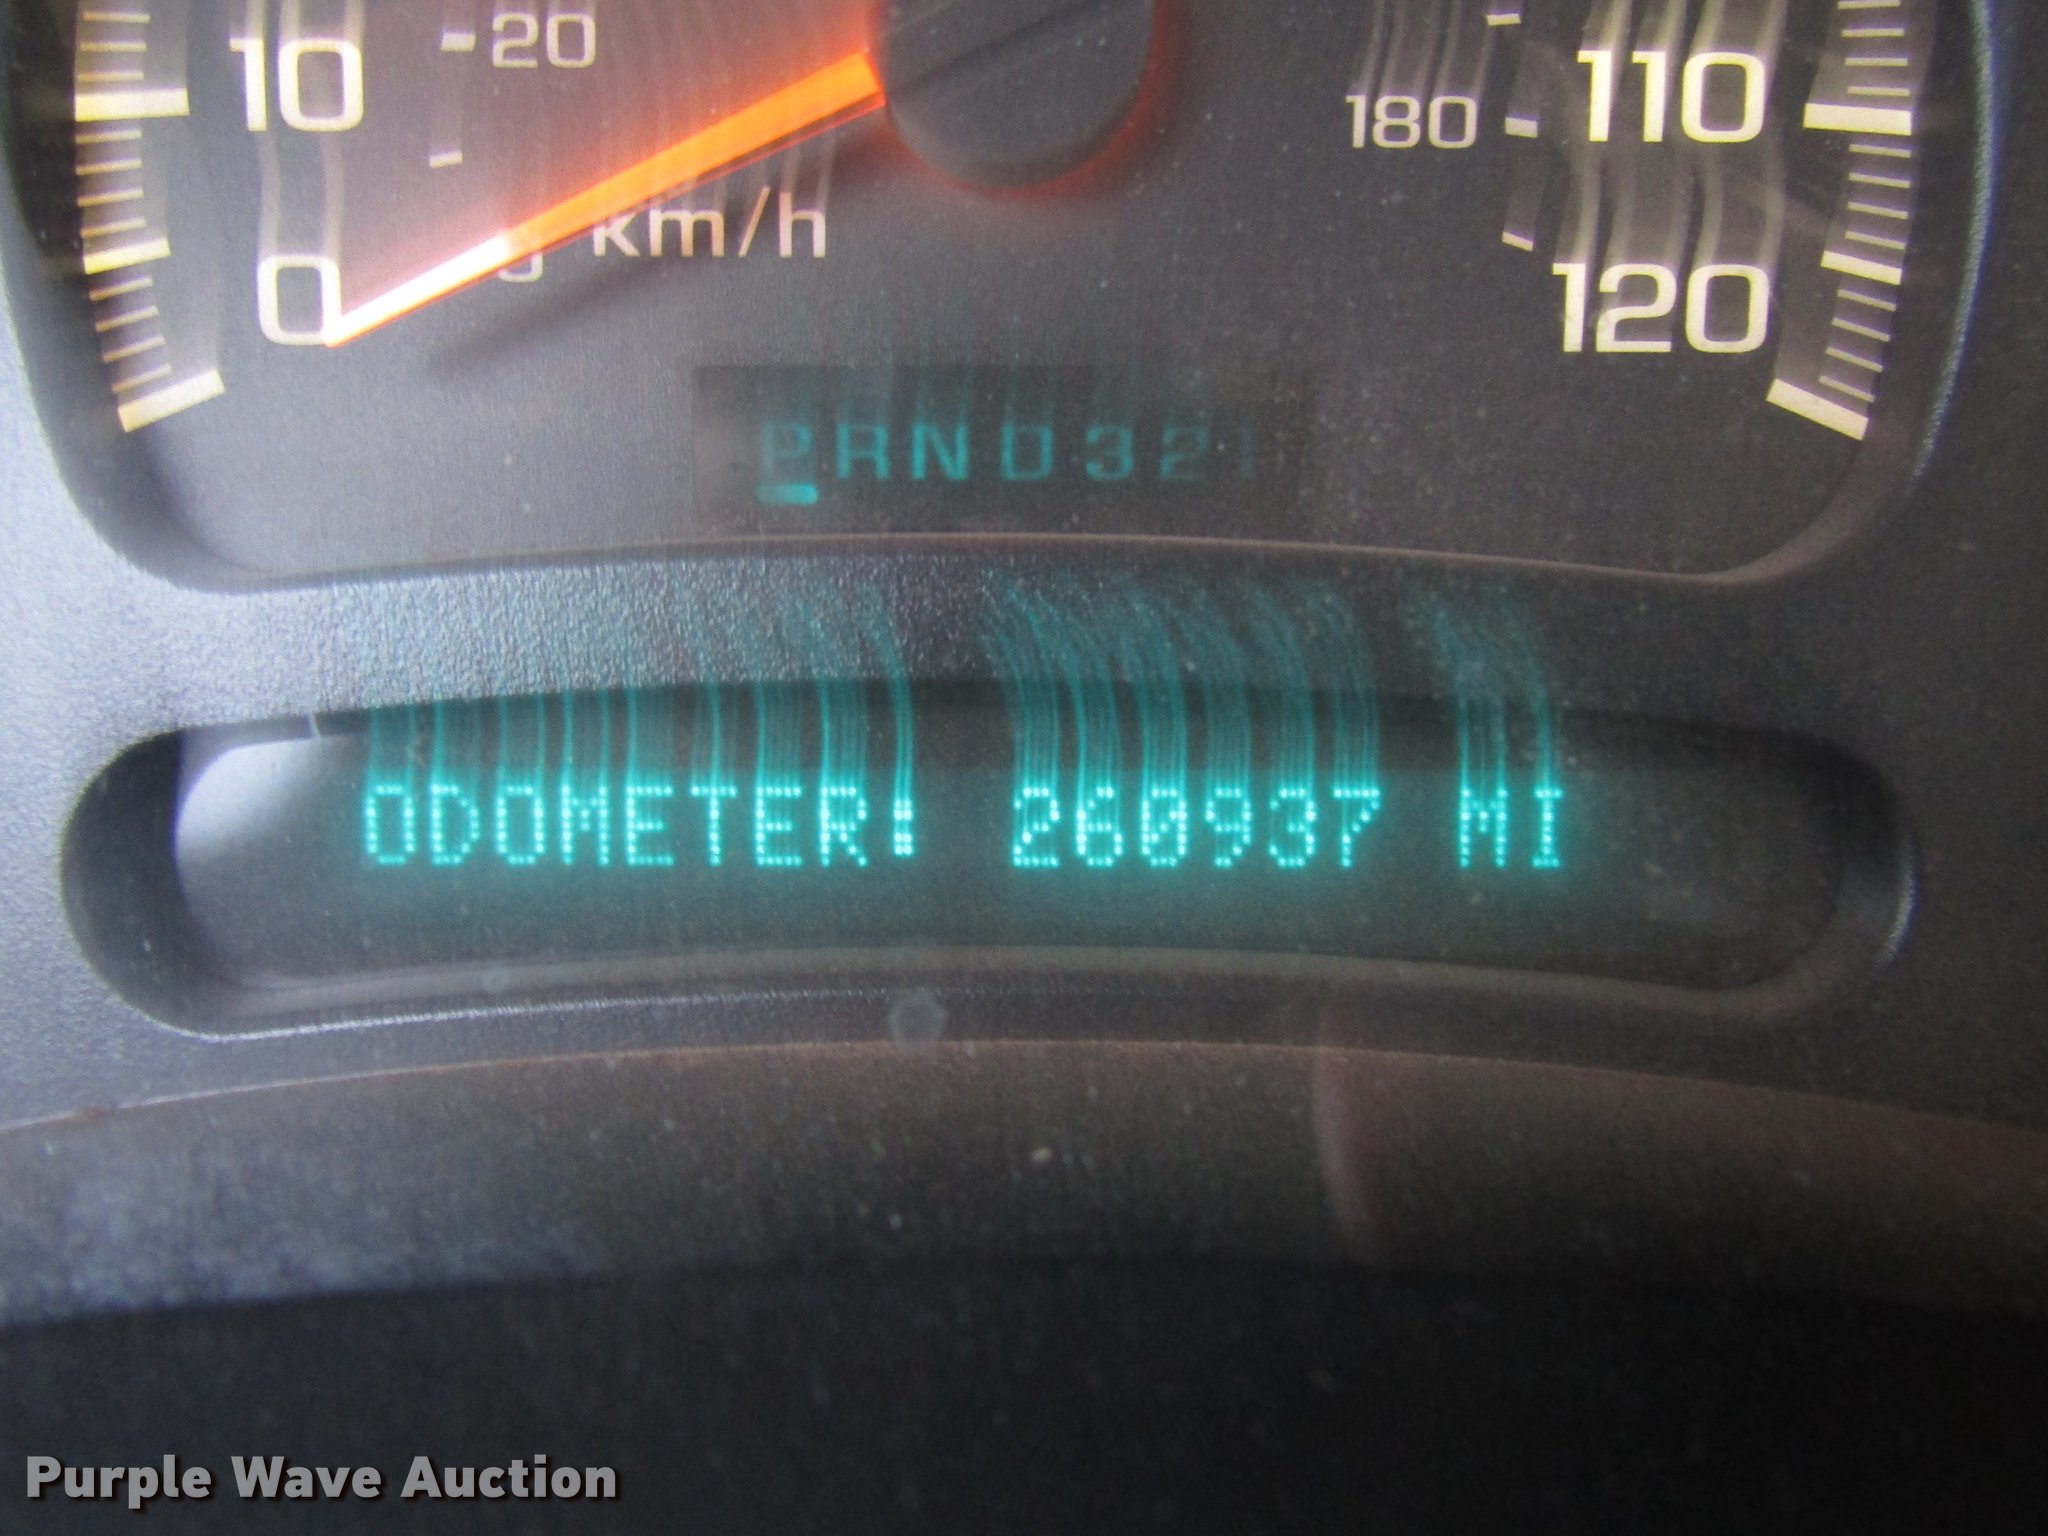 10 20 110
180
0 km/h 120
PRND321
ODOMETER: 260937 MI
Purple Wave Auction